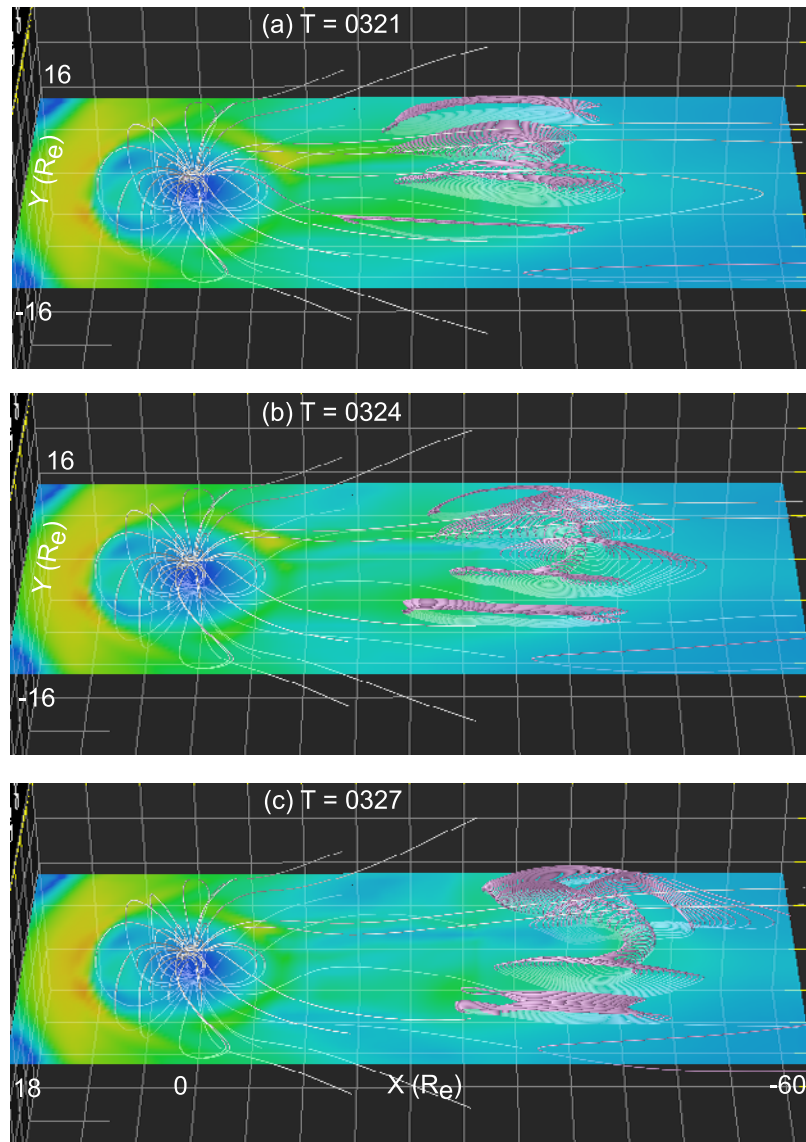 (a) T = 0321
16
Y (Re)
-16
(b) T = 0324
16
Y (Re)
-16
(c) T = 0327
18
0
X (Re)
-60